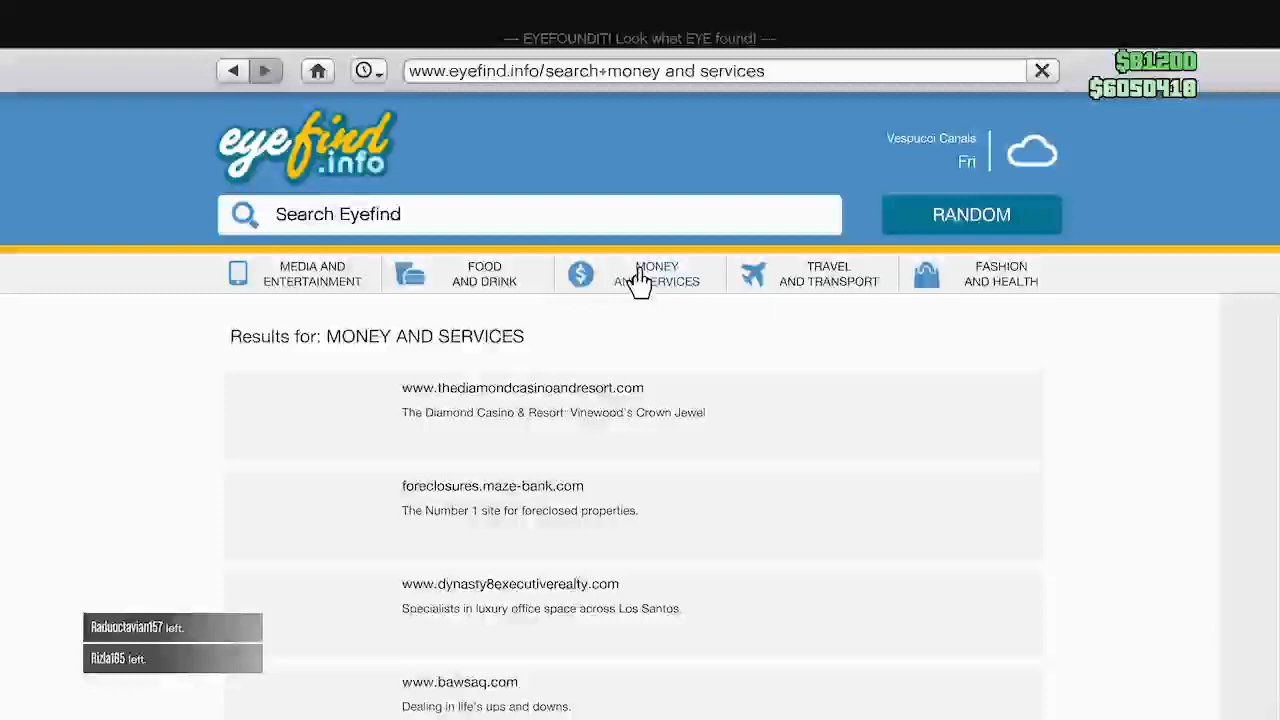 — EYEFOUNDIT! Look what EYE found! —
www.eyefind.info/search+money and services
$81200
$6050418
eyefind.info
Vespucci Canals
Fri
Search Eyefind
RANDOM
MEDIA AND ENTERTAINMENT
FOOD AND DRINK
MONEY AND SERVICES
TRAVEL AND TRANSPORT
FASHION AND HEALTH
Results for: MONEY AND SERVICES
www.thediamondcasinoandresort.com
The Diamond Casino & Resort: Vinewood's Crown Jewel
foreclosures.maze-bank.com
The Number 1 site for foreclosed properties.
www.dynasty8executiverealty.com
Specialists in luxury office space across Los Santos.
www.bawsaq.com
Dealing in life's ups and downs.
Raduoctavian157 left.
Rizla185 left.